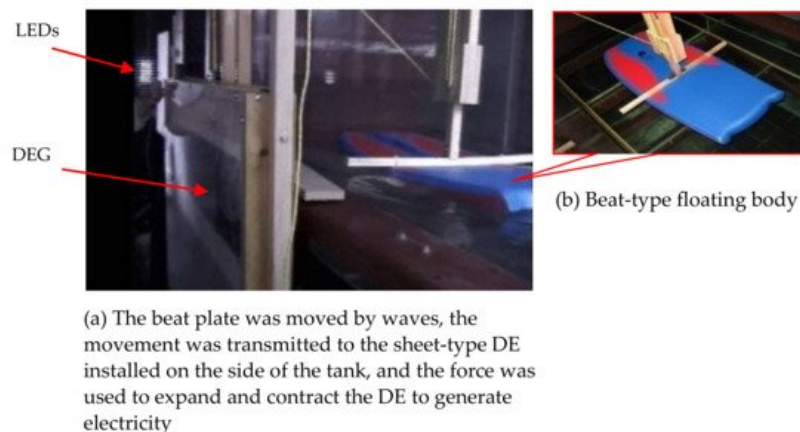 LEDs
DEG
(b) Beat-type floating body
(a) The beat plate was moved by waves, the
movement was transmitted to the sheet-type DE
installed on the side of the tank, and the force was
used to expand and contract the DE to generate
electricity